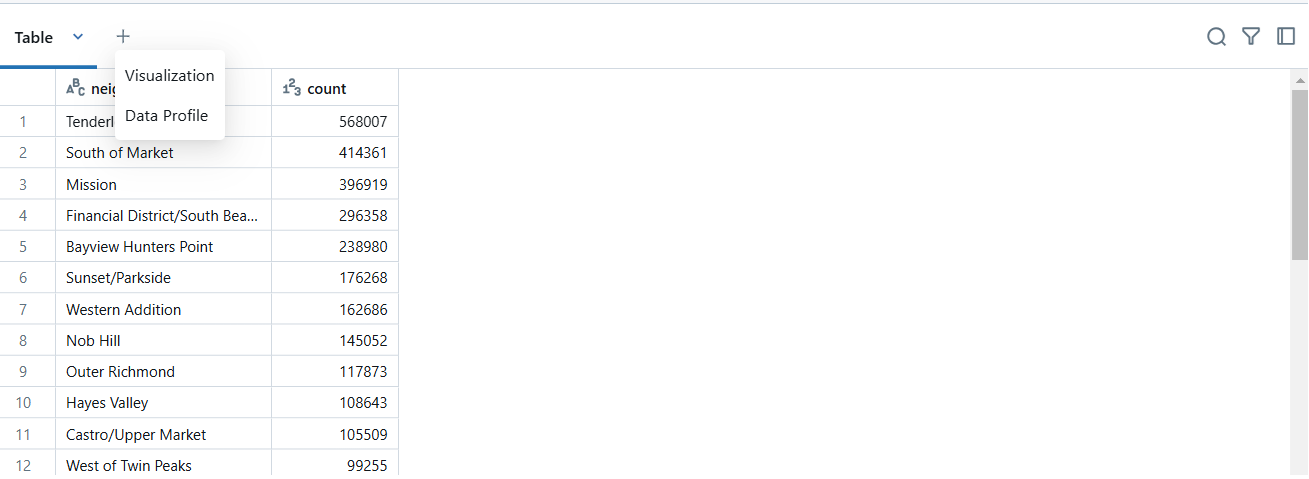 Table
Visualization
Data Profile
ABC neig
123 count
1 Tenderl 568007
2 South of Market 414361
3 Mission 396919
4 Financial District/South Bea... 296358
5 Bayview Hunters Point 238980
6 Sunset/Parkside 176268
7 Western Addition 162686
8 Nob Hill 145052
9 Outer Richmond 117873
10 Hayes Valley 108643
11 Castro/Upper Market 105509
12 West of Twin Peaks 99255